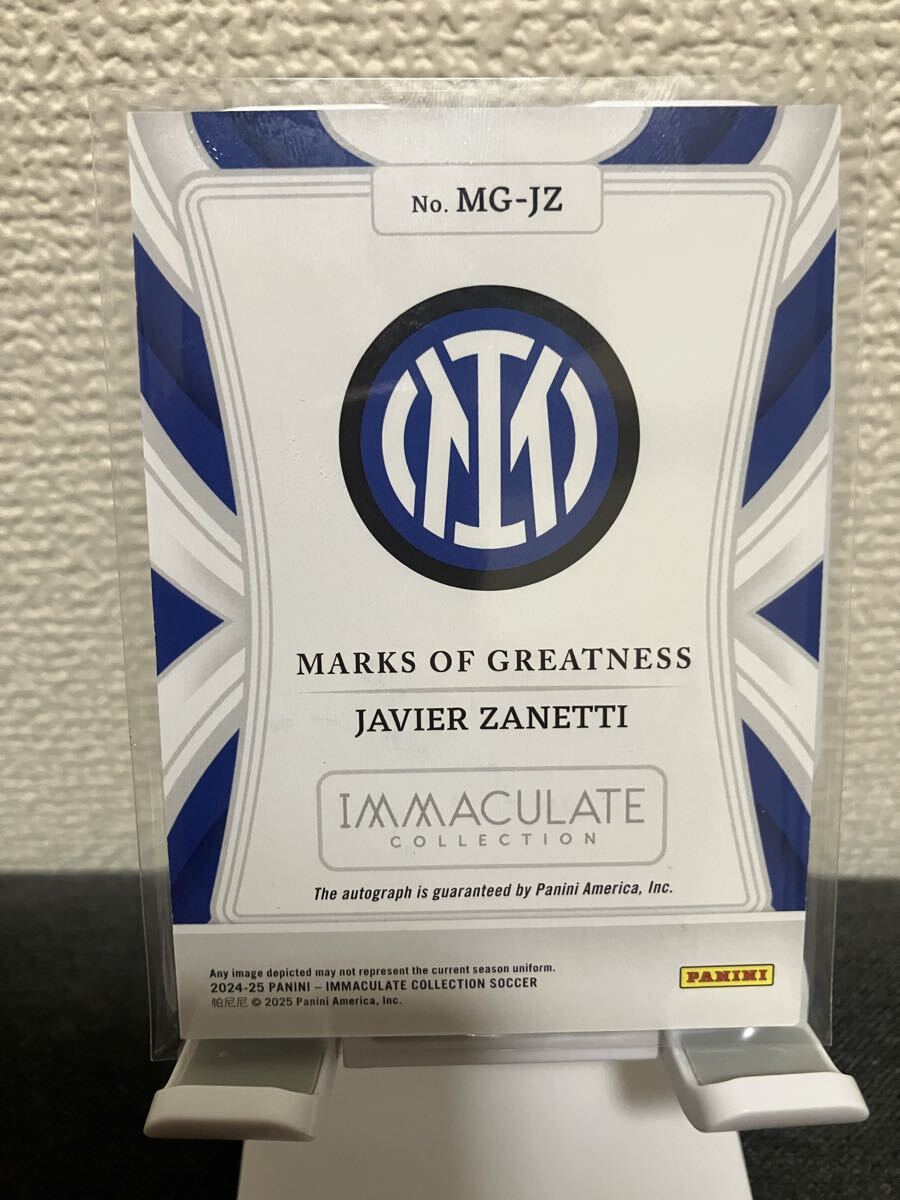 No. MG-JZ
IM
MARKS OF GREATNESS
JAVIER ZANETTI
IMMACULATE
COLLECTION
The autograph is guaranteed by Panini America, Inc.
Any image depicted may not represent the current season uniform.
2024-25 PANINI – IMMACULATE COLLECTION SOCCER
帕尼尼 © 2025 Panini America, Inc.
PANINI